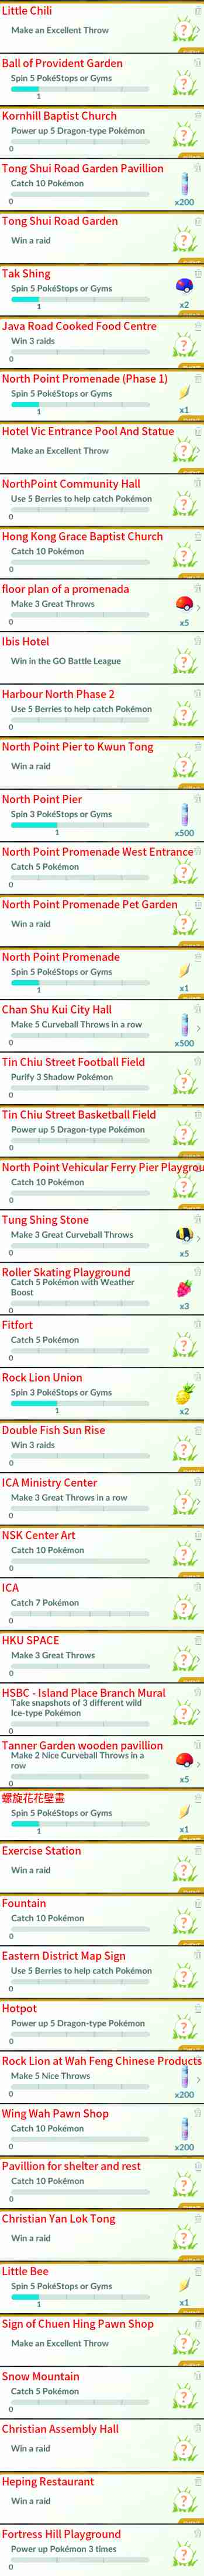 Little Chili
Make an Excellent Throw
?
Ball of Provident Garden
Spin 5 PokéStops or Gyms
?
1
Kornhill Baptist Church
Power up 5 Dragon-type Pokémon
?
0
Tong Shui Road Garden Pavillion
Catch 10 Pokémon
0
x200
Tong Shui Road Garden
Win a raid
?
Tak Shing
Spin 5 PokéStops or Gyms
1
x2
Java Road Cooked Food Centre
Win 3 raids
?
0
North Point Promenade (Phase 1)
Spin 5 PokéStops or Gyms
1
x1
Hotel Vic Entrance Pool And Statue
Make an Excellent Throw
?
NorthPoint Community Hall
Use 5 Berries to help catch Pokémon
?
0
Hong Kong Grace Baptist Church
Catch 10 Pokémon
?
0
floor plan of a promenada
Make 3 Great Throws
0
x5
Ibis Hotel
Win in the GO Battle League
?
Harbour North Phase 2
Use 5 Berries to help catch Pokémon
?
0
North Point Pier to Kwun Tong
Win a raid
?
North Point Pier
Spin 3 PokéStops or Gyms
1
x500
North Point Promenade West Entrance
Catch 5 Pokémon
?
0
North Point Promenade Pet Garden
Win a raid
?
North Point Promenade
Spin 5 PokéStops or Gyms
1
x1
Chan Shu Kui City Hall
Make 5 Curveball Throws in a row
0
x500
Tin Chiu Street Football Field
Purify 3 Shadow Pokémon
?
0
Tin Chiu Street Basketball Field
Power up 5 Dragon-type Pokémon
?
0
North Point Vehicular Ferry Pier Playgrou
Catch 10 Pokémon
?
0
Tung Shing Stone
Make 3 Great Curveball Throws
0
x5
Roller Skating Playground
Catch 5 Pokémon with Weather
Boost
0
x3
Fitfort
Catch 5 Pokémon
?
0
Rock Lion Union
Spin 3 PokéStops or Gyms
1
x2
Double Fish Sun Rise
Win 3 raids
?
0
ICA Ministry Center
Make 3 Great Throws in a row
?
0
NSK Center Art
Catch 10 Pokémon
?
0
ICA
Catch 7 Pokémon
?
0
HKU SPACE
Make 3 Great Throws
?
0
HSBC - Island Place Branch Mural
Take snapshots of 3 different wild
Ice-type Pokémon
?
0
Tanner Garden wooden pavillion
Make 2 Nice Curveball Throws in a
row
0
x5
螺旋花花壁畫
Spin 5 PokéStops or Gyms
1
x1
Exercise Station
Win a raid
?
Fountain
Catch 10 Pokémon
?
0
Eastern District Map Sign
Use 5 Berries to help catch Pokémon
?
0
Hotpot
Power up 5 Dragon-type Pokémon
?
0
Rock Lion at Wah Feng Chinese Products
Make 5 Nice Throws
0
x200
Wing Wah Pawn Shop
Catch 10 Pokémon
0
x200
Pavillion for shelter and rest
Catch 10 Pokémon
?
0
Christian Yan Lok Tong
Win a raid
?
Little Bee
Spin 5 PokéStops or Gyms
1
x1
Sign of Chuen Hing Pawn Shop
Make an Excellent Throw
?
Snow Mountain
Catch 5 Pokémon
?
0
Christian Assembly Hall
Win a raid
?
Heping Restaurant
Win a raid
?
Fortress Hill Playground
Power up Pokémon 3 times
?
0